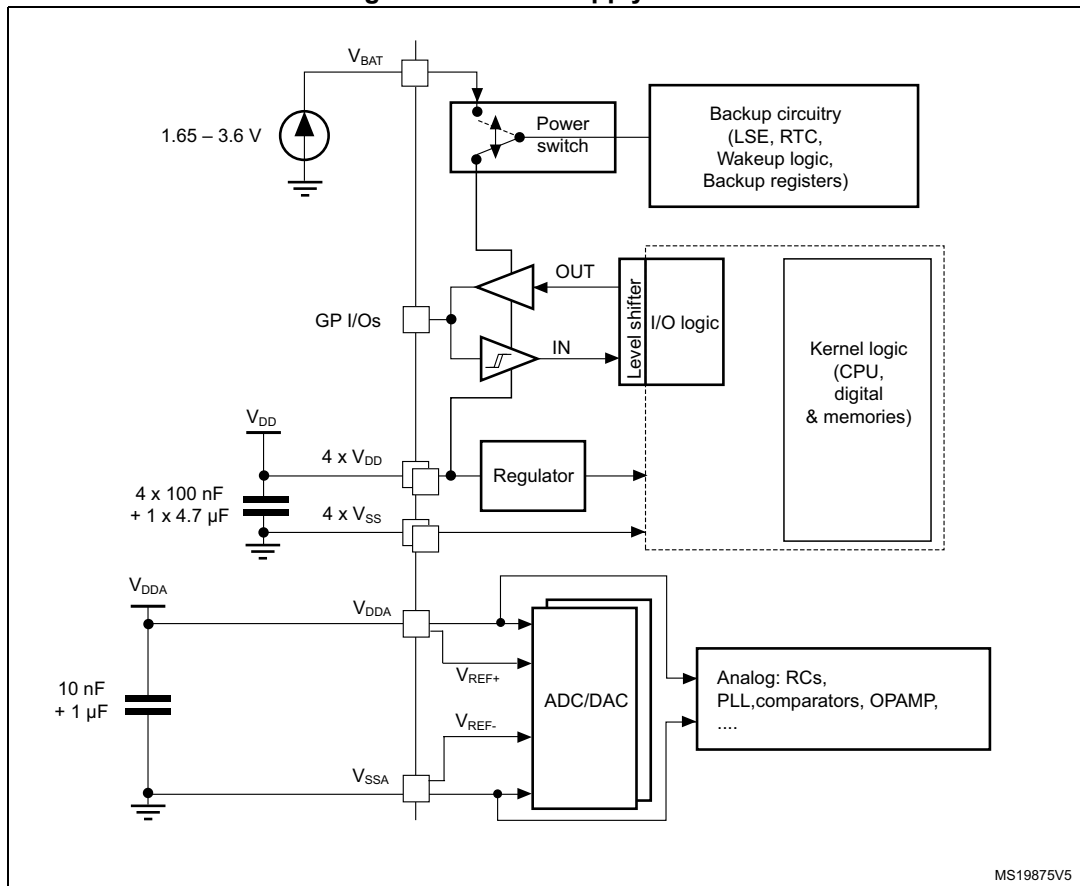 V_BAT
1.65 – 3.6 V
Power
switch
Backup circuitry
(LSE, RTC,
Wakeup logic,
Backup registers)
OUT
GP I/Os
IN
Level shifter
I/O logic
Kernel logic
(CPU,
digital
& memories)
V_DD
4 x V_DD
Regulator
4 x 100 nF
+ 1 x 4.7 µF
4 x V_SS
V_DDA
V_DDA
V_REF+
10 nF
+ 1 µF
ADC/DAC
Analog: RCs,
PLL,comparators, OPAMP,
....
V_REF-
V_SSA
MS19875V5